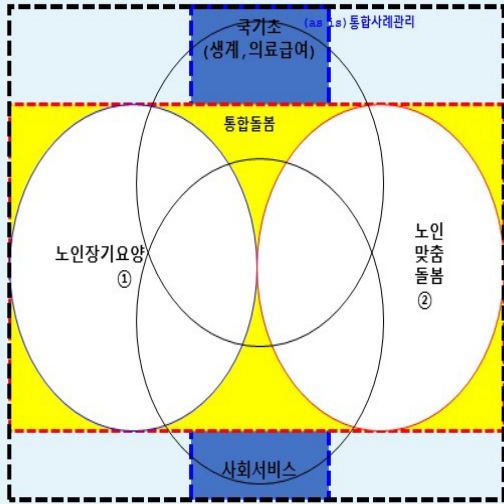 국기초
(as is)통합사례관리
(생계,의료급여)
통합돌봄
노인장기요양
①
노인
맞춤
돌봄
②
사회서비스